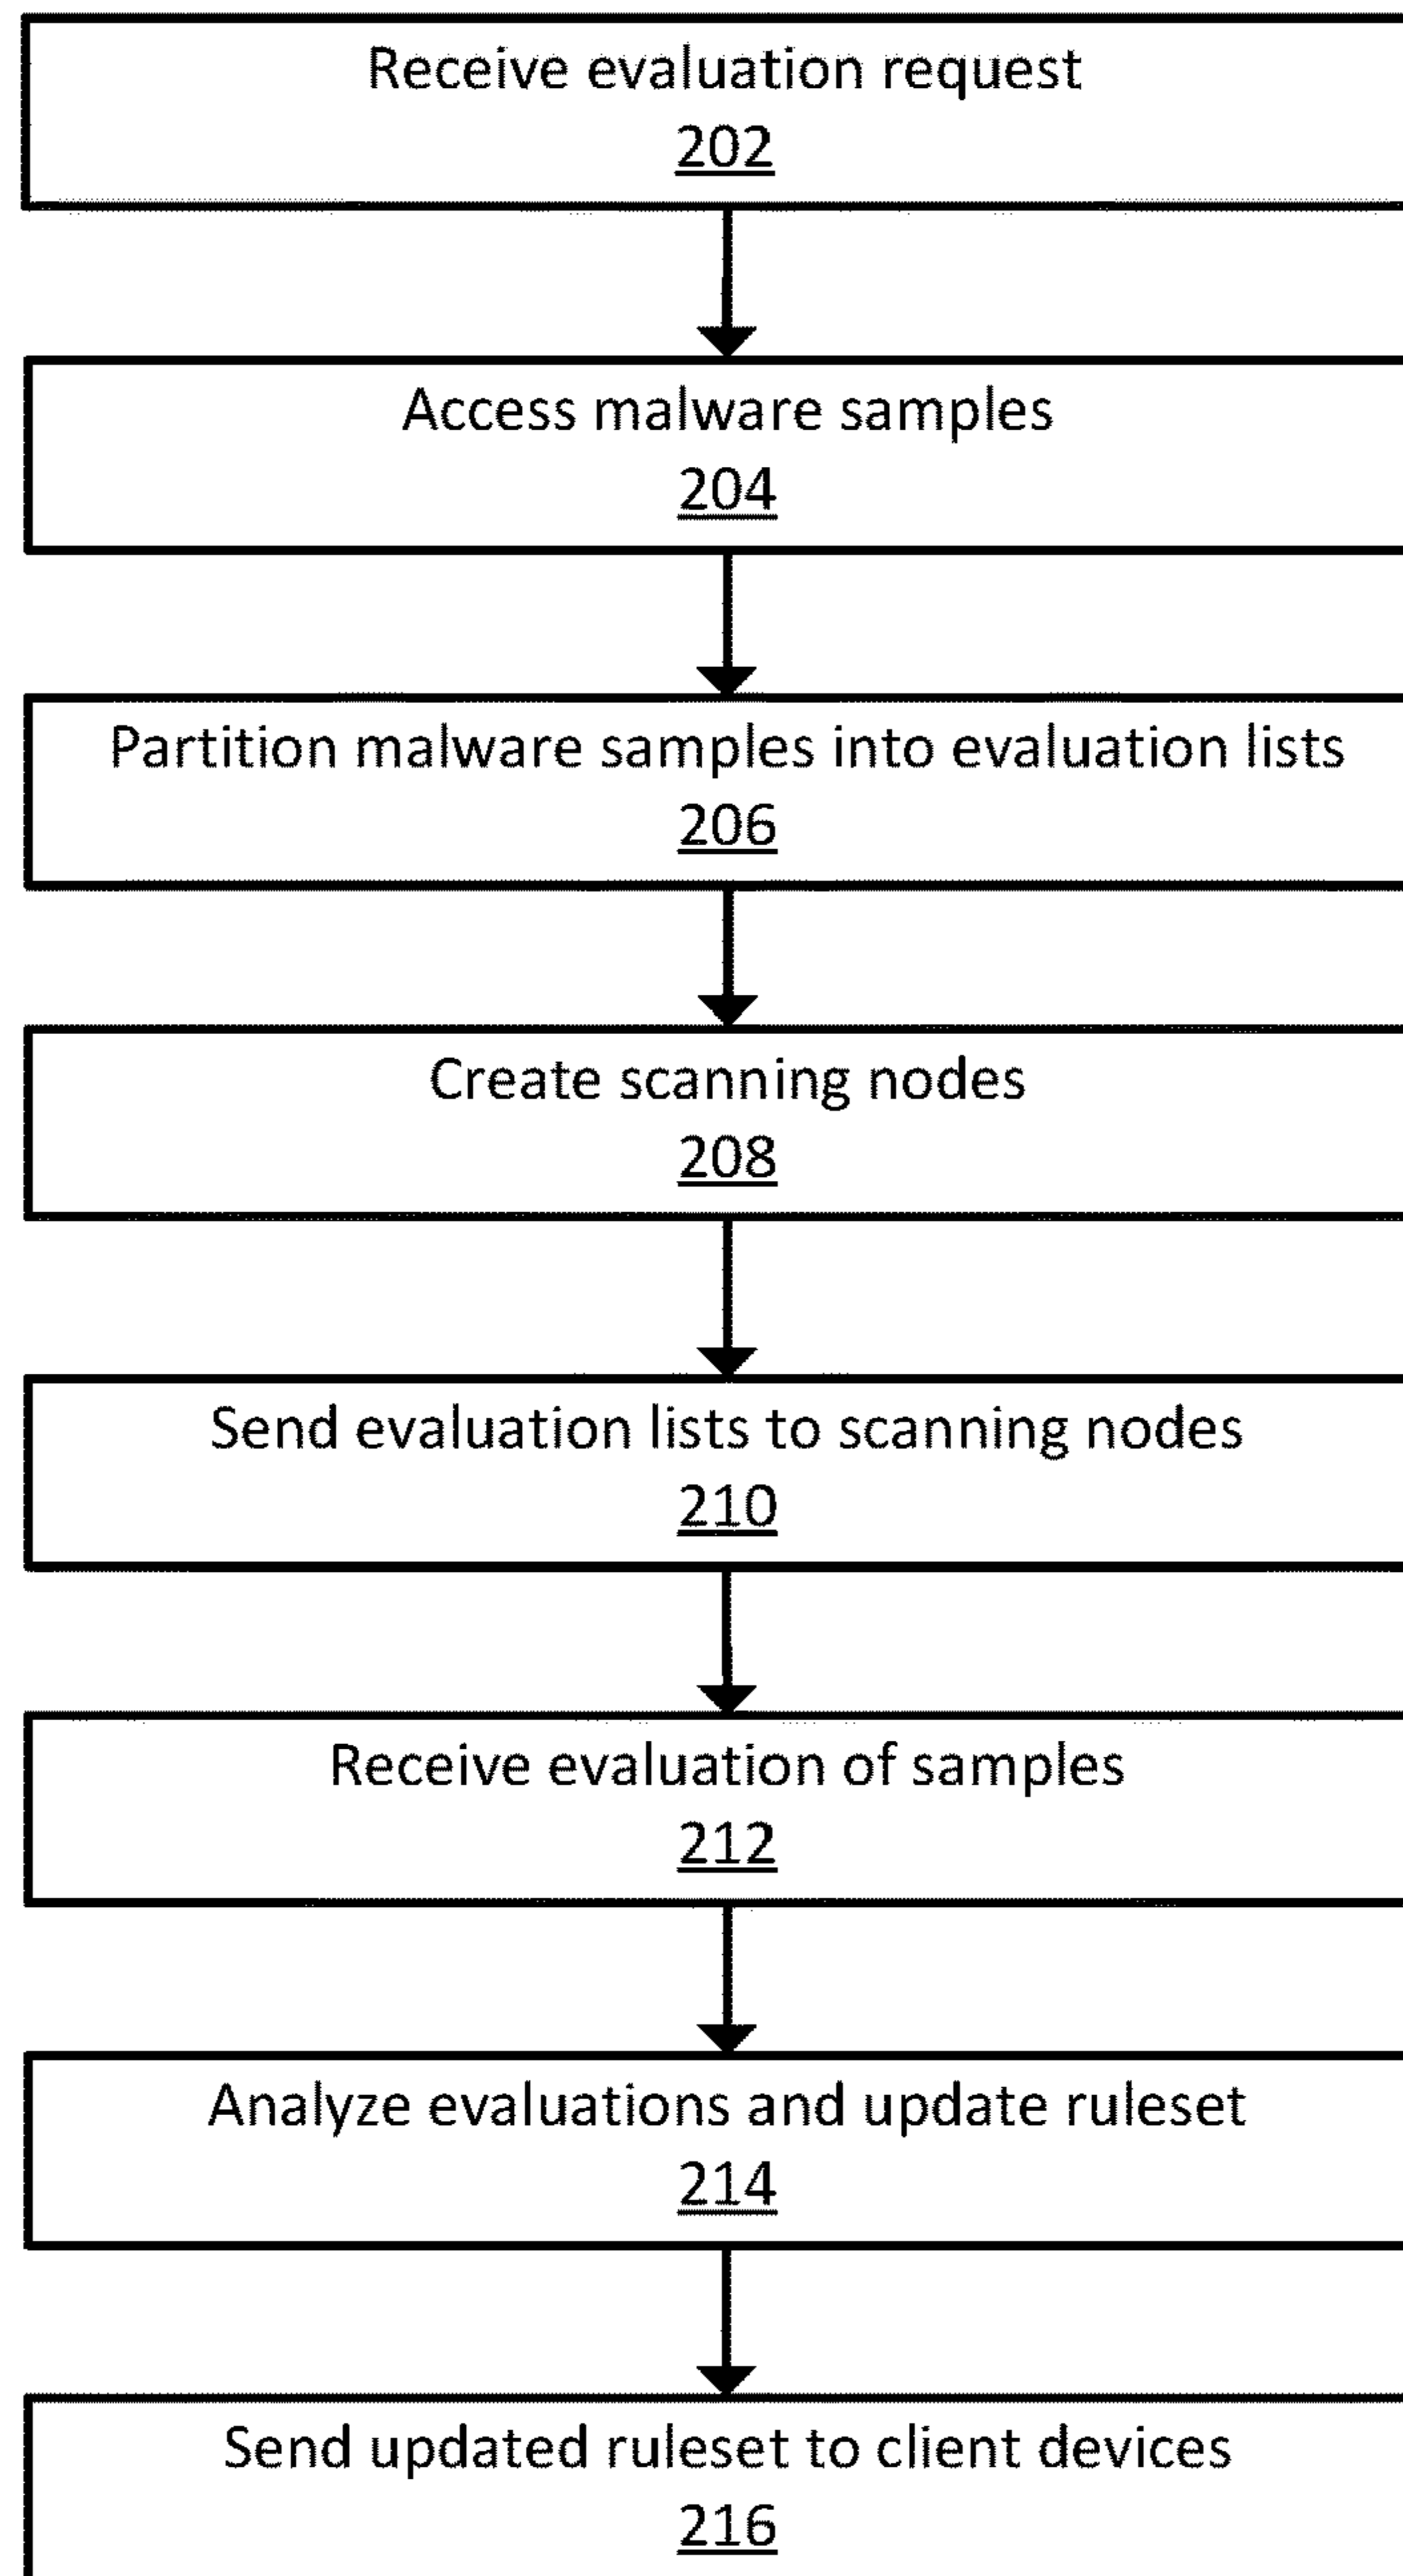 Receive evaluation request
202
Access malware samples
204
Partition malware samples into evaluation lists
206
Create scanning nodes
208
Send evaluation lists to scanning nodes
210
Receive evaluation of samples
212
Analyze evaluations and update ruleset
214
Send updated ruleset to client devices
216